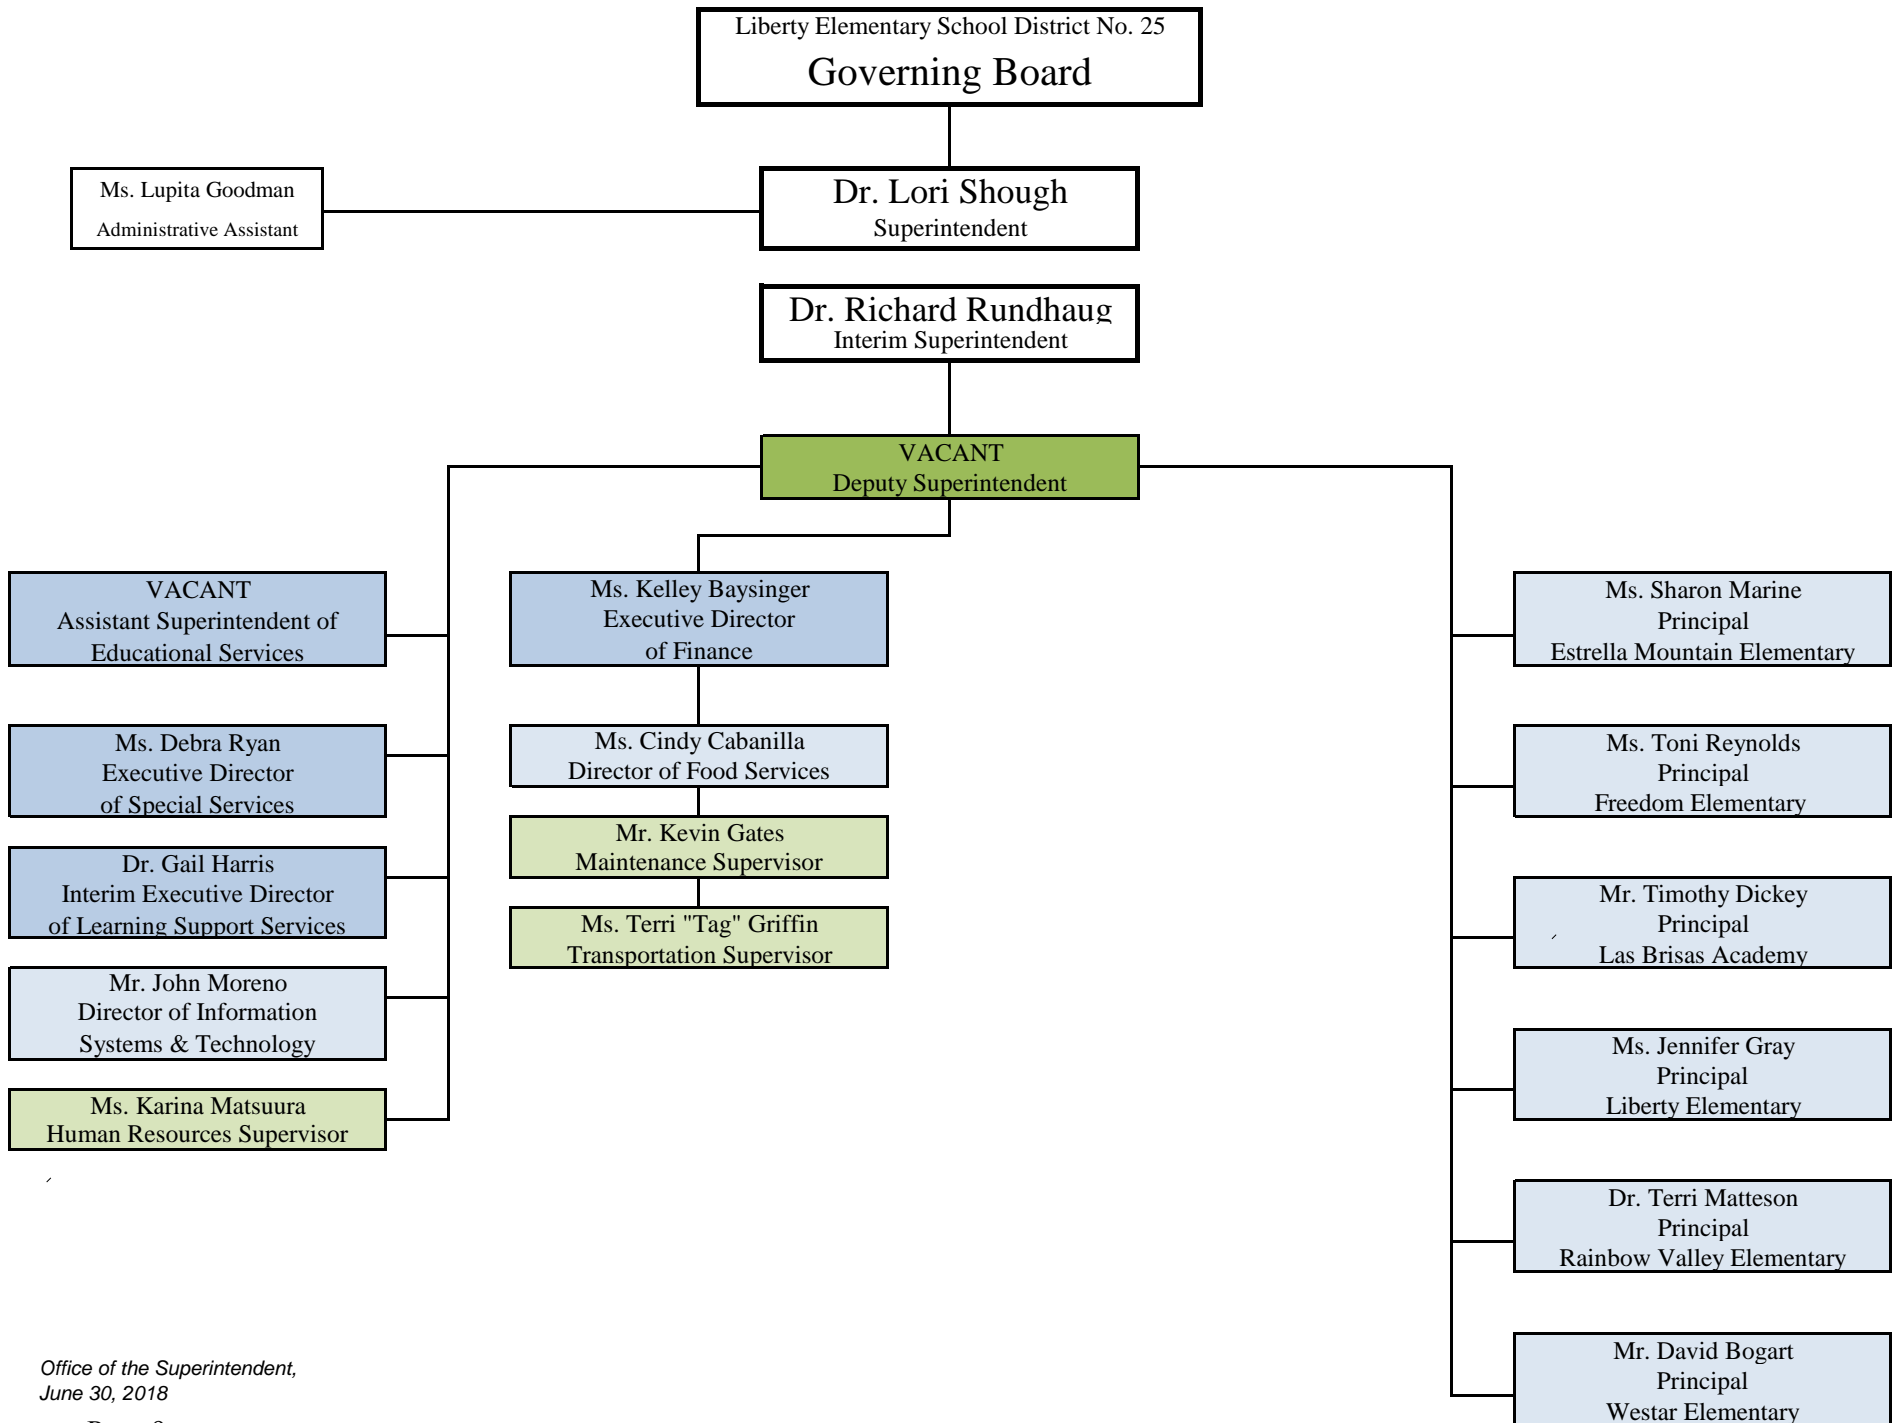 Liberty Elementary School District No. 25
Governing Board
Ms. Lupita Goodman
Administrative Assistant
Dr. Lori Shough
Superintendent
Dr. Richard Rundhaug
Interim Superintendent
VACANT
Deputy Superintendent
VACANT
Assistant Superintendent of
Educational Services
Ms. Debra Ryan
Executive Director
of Special Services
Dr. Gail Harris
Interim Executive Director
of Learning Support Services
Mr. John Moreno
Director of Information
Systems & Technology
Ms. Karina Matsuura
Human Resources Supervisor
Ms. Kelley Baysinger
Executive Director
of Finance
Ms. Cindy Cabanilla
Director of Food Services
Mr. Kevin Gates
Maintenance Supervisor
Ms. Terri "Tag" Griffin
Transportation Supervisor
Ms. Sharon Marine
Principal
Estrella Mountain Elementary
Ms. Toni Reynolds
Principal
Freedom Elementary
Mr. Timothy Dickey
Principal
Las Brisas Academy
Ms. Jennifer Gray
Principal
Liberty Elementary
Dr. Terri Matteson
Principal
Rainbow Valley Elementary
Mr. David Bogart
Principal
Westar Elementary
Office of the Superintendent,
June 30, 2018